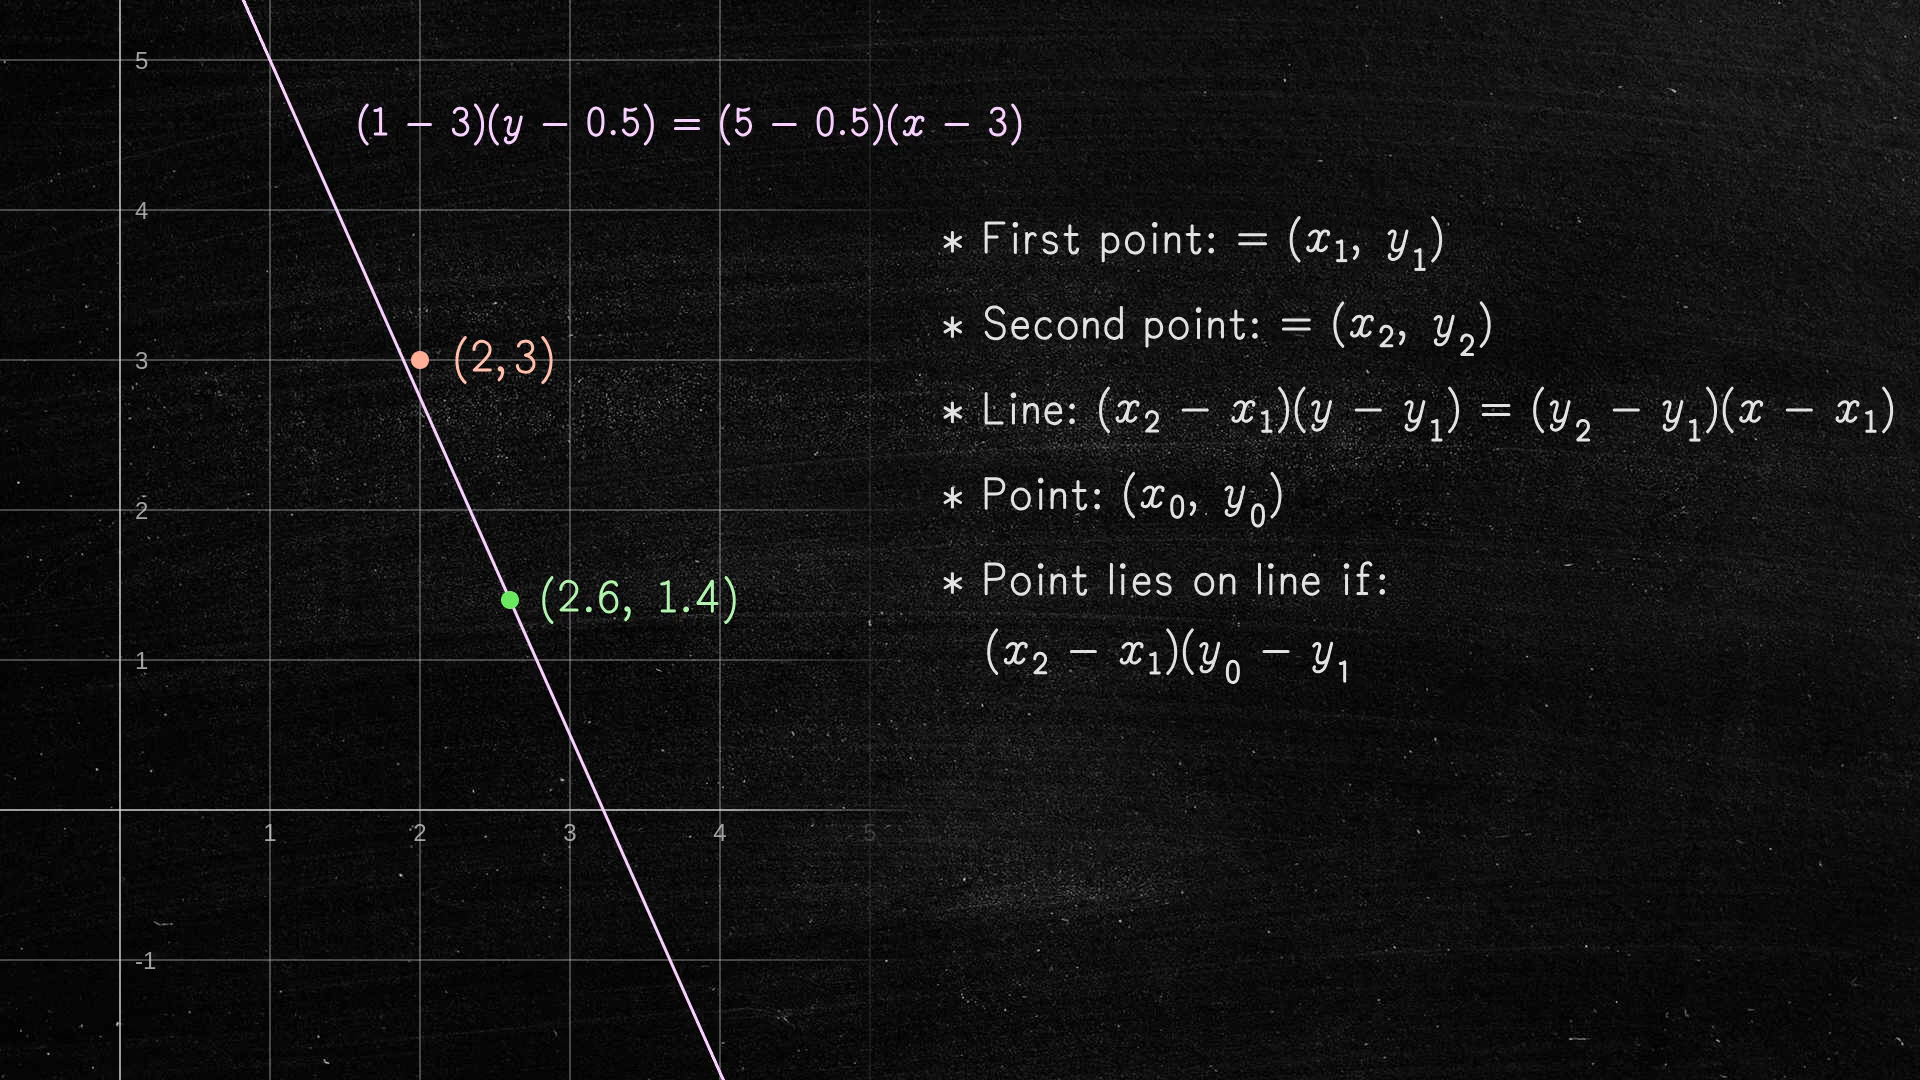 5
(1 − 3)(y − 0.5) = (5 − 0.5)(x − 3)
4
* First point: = (x₁, y₁)
* Second point: = (x₂, y₂)
3
(2,3)
* Line: (x₂ − x₁)(y − y₁) = (y₂ − y₁)(x − x₁)
* Point: (x₀, y₀)
2
* Point lies on line if:
(2.6, 1.4)
(x₂ − x₁)(y₀ − y₁
1
1 2 3 4 5
-1